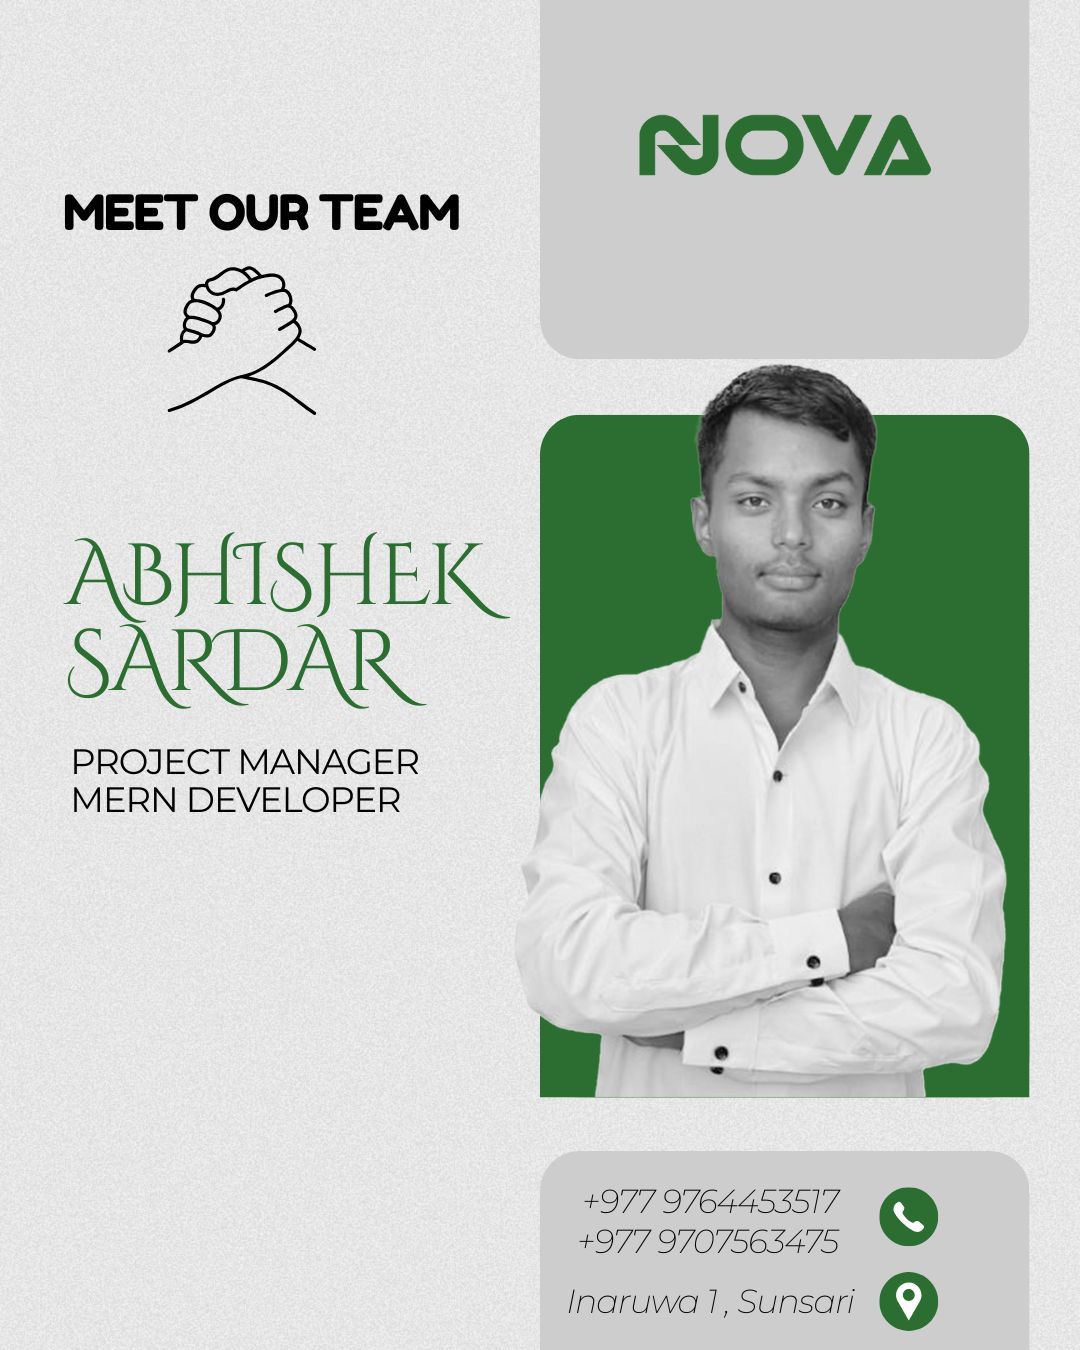 NOVA
MEET OUR TEAM
ABHISHEK
SARDAR
PROJECT MANAGER
MERN DEVELOPER
+977 9764453517
+977 9707563475
Inaruwa 1 , Sunsari